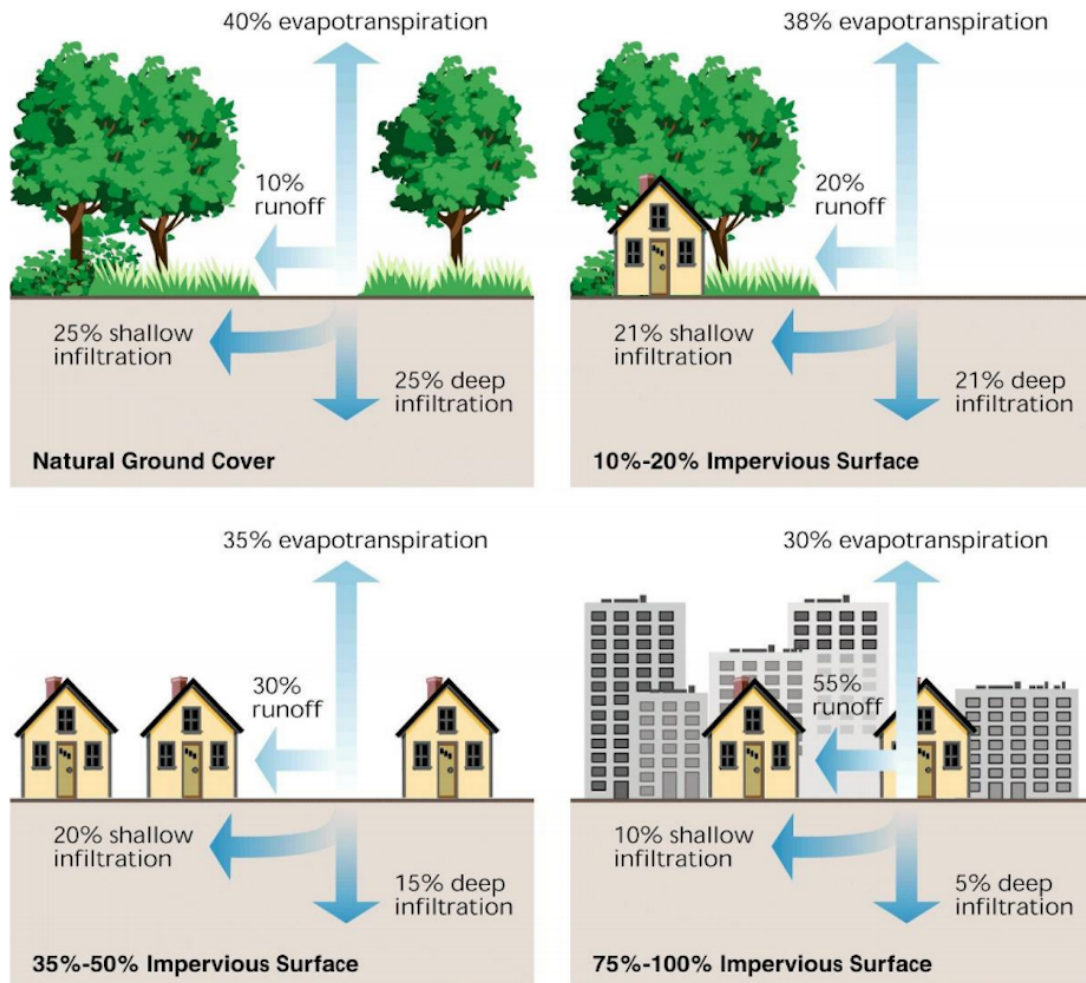 40% evapotranspiration
10%
runoff
25% shallow
infiltration
25% deep
infiltration
Natural Ground Cover
38% evapotranspiration
20%
runoff
21% shallow
infiltration
21% deep
infiltration
10%-20% Impervious Surface
35% evapotranspiration
30%
runoff
20% shallow
infiltration
15% deep
infiltration
35%-50% Impervious Surface
30% evapotranspiration
55%
runoff
10% shallow
infiltration
5% deep
infiltration
75%-100% Impervious Surface